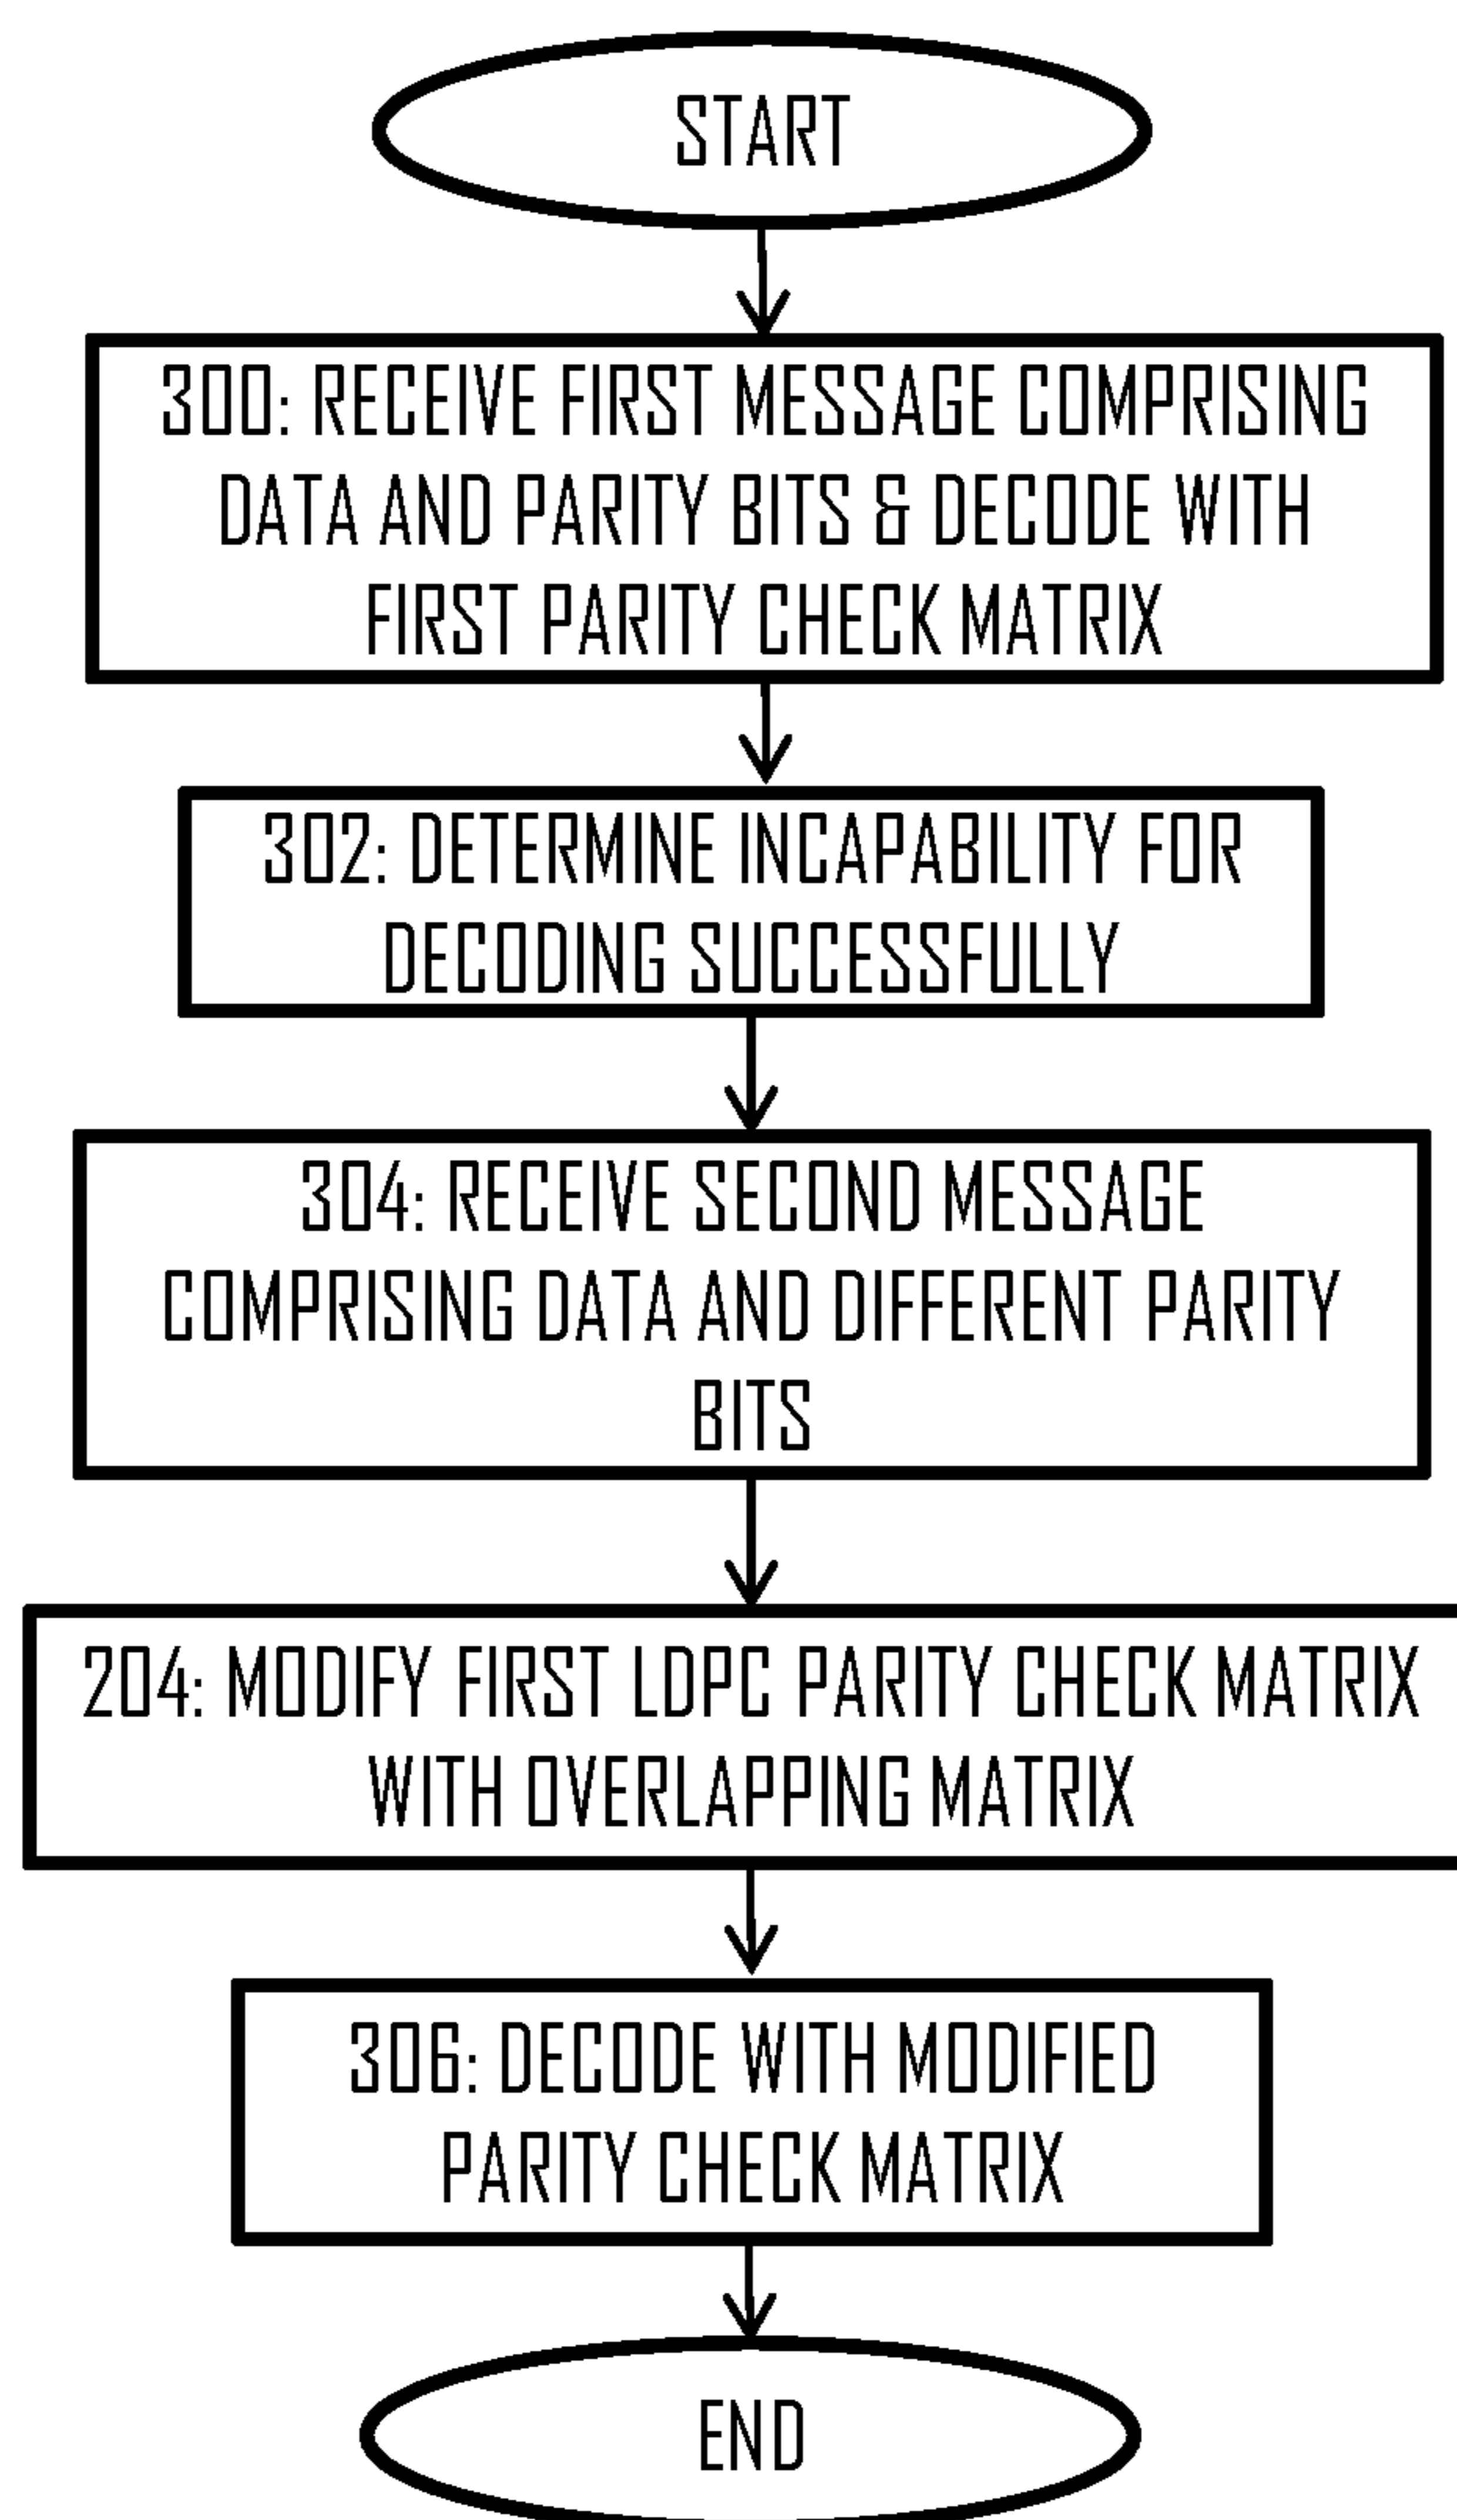 START
300: RECEIVE FIRST MESSAGE COMPRISING
DATA AND PARITY BITS & DECODE WITH
FIRST PARITY CHECK MATRIX
302: DETERMINE INCAPABILITY FOR
DECODING SUCCESSFULLY
304: RECEIVE SECOND MESSAGE
COMPRISING DATA AND DIFFERENT PARITY
BITS
204: MODIFY FIRST LDPC PARITY CHECK MATRIX
WITH OVERLAPPING MATRIX
306: DECODE WITH MODIFIED
PARITY CHECK MATRIX
END